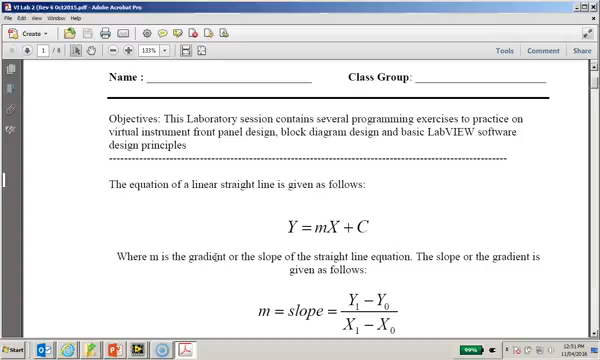 VI Lab 2 (Rev 6 Oct2015).pdf - Adobe Acrobat Pro
File Edit View Window Help
Create
1 / 8 133% Tools Comment Share
Name : ____________________ Class Group: ____________________
Objectives: This Laboratory session contains several programming exercises to practice on
virtual instrument front panel design, block diagram design and basic LabVIEW software
design principles
--------------------------------------------------------------------------------
The equation of a linear straight line is given as follows:
Y = mX + C
Where m is the gradient or the slope of the straight line equation. The slope or the gradient is
given as follows:
m = slope = (Y₁ − Y₀) / (X₁ − X₀)
Start 99% 12:51 PM
11/04/2016